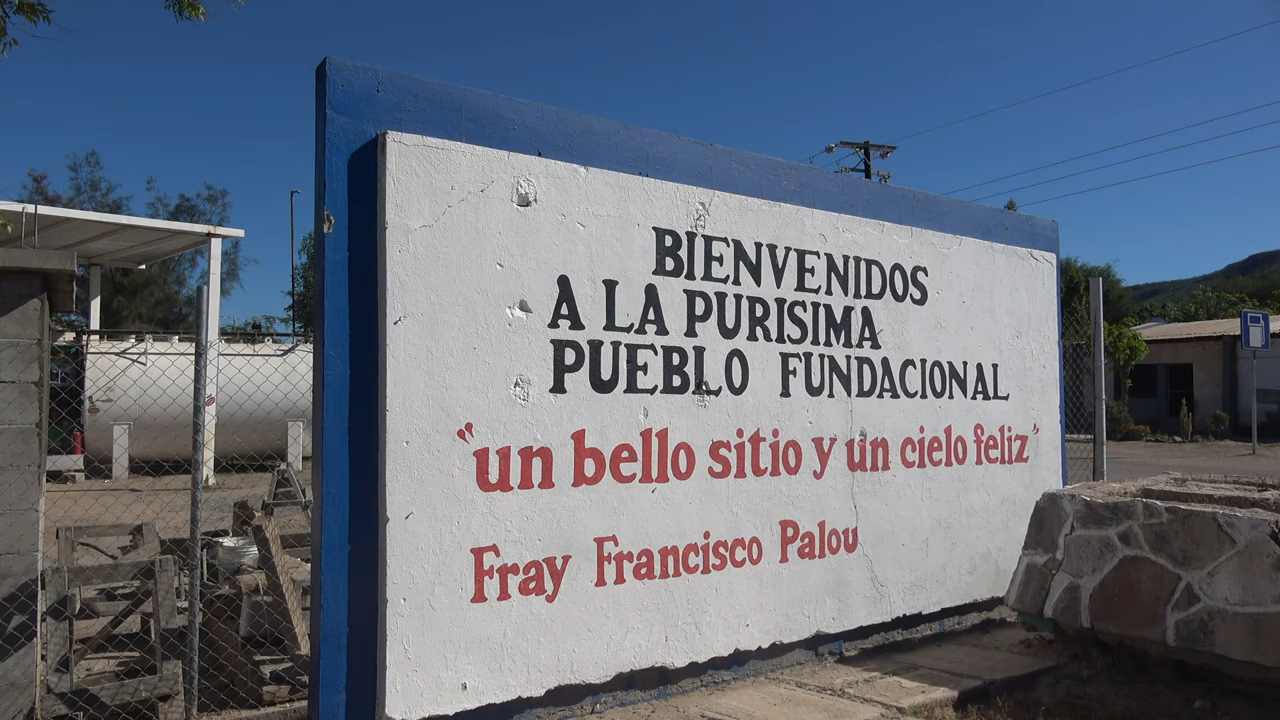 BIENVENIDOS
A LA PURISIMA
PUEBLO FUNDACIONAL
"un bello sitio y un cielo feliz"
Fray Francisco Palou